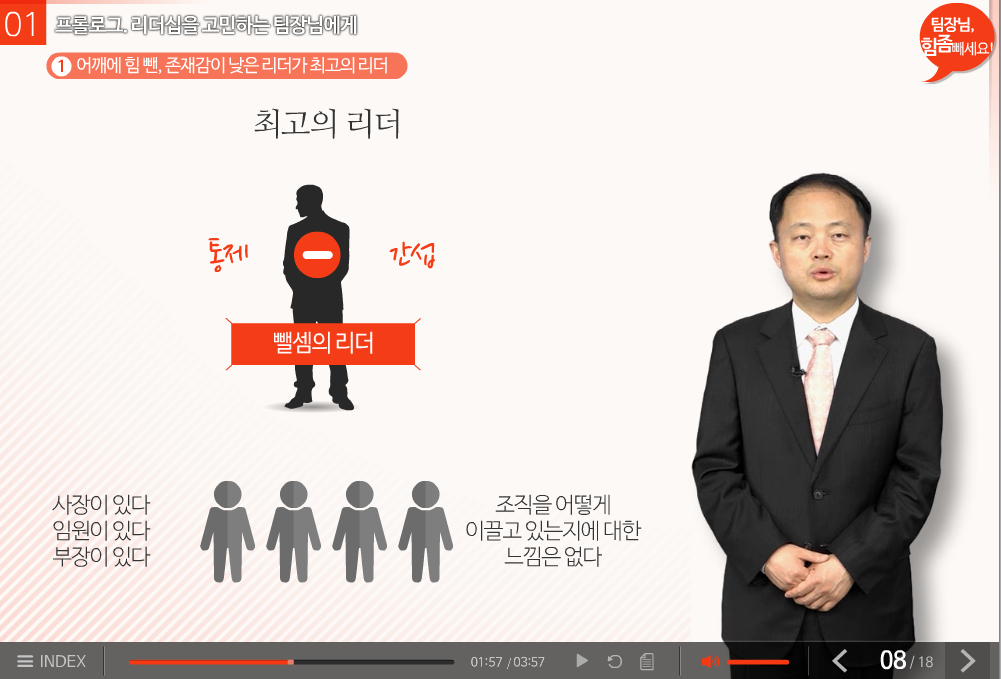 01
프롤로그. 리더십을 고민하는 팀장님에게
팀장님,
힘 좀 빼세요!
1 어깨에 힘 뺀, 존재감이 낮은 리더가 최고의 리더
최고의 리더
통제
간섭
뺄셈의 리더
사장이 있다
임원이 있다
부장이 있다
조직을 어떻게
이끌고 있는지에 대한
느낌은 없다
INDEX
01:57 / 03:57
08 / 18